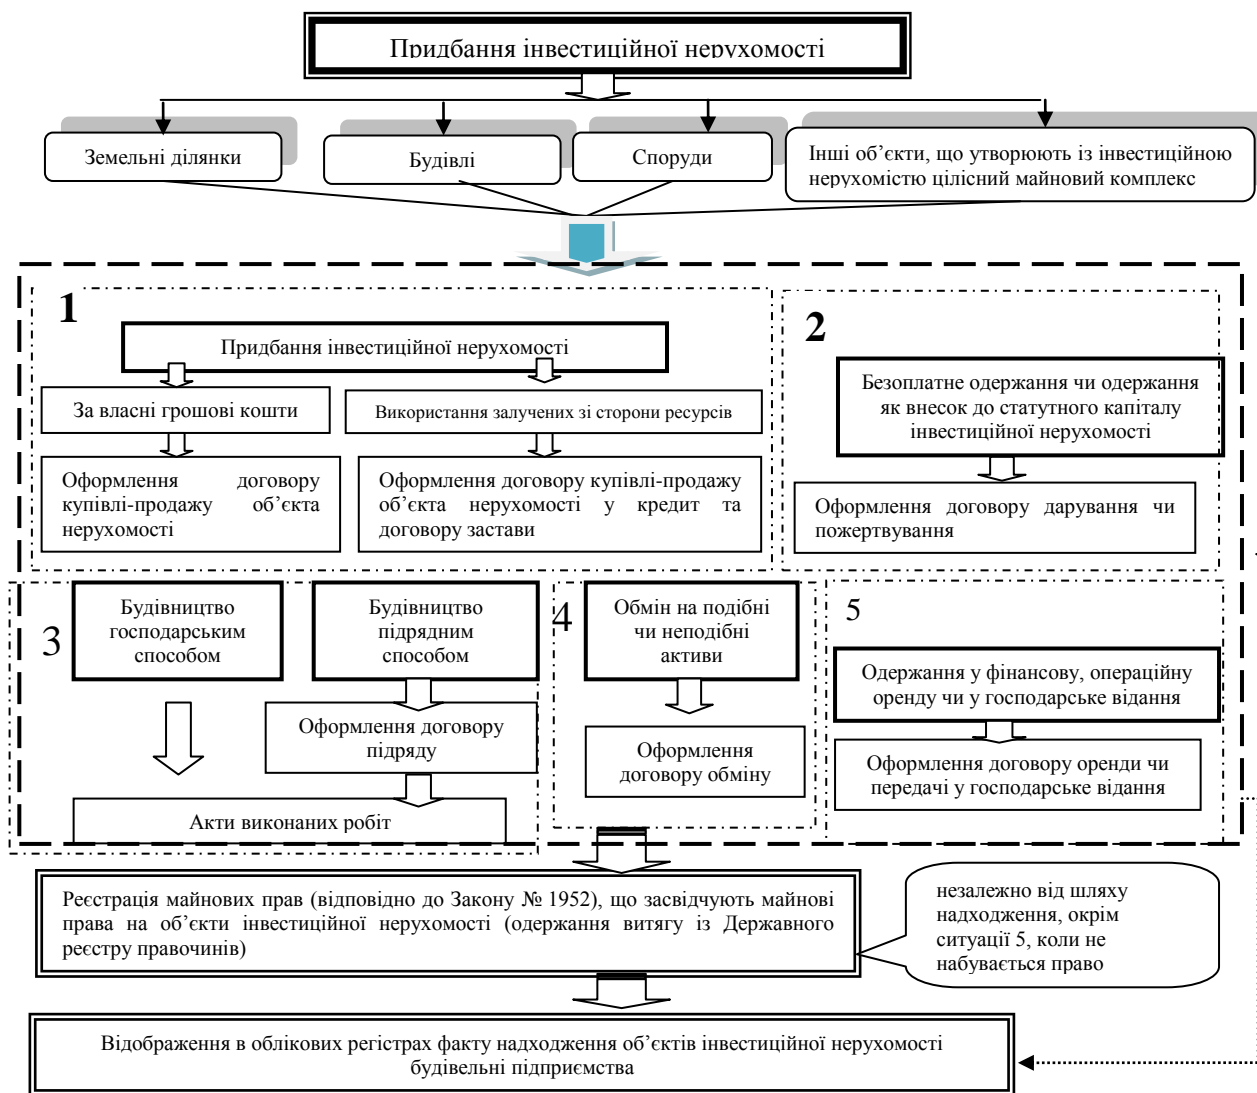 Придбання інвестиційної нерухомості
Земельні ділянки
Будівлі
Споруди
Інші об’єкти, що утворюють із інвестиційною
нерухомістю цілісний майновий комплекс
1
Придбання інвестиційної нерухомості
За власні грошові кошти
Використання залучених зі сторони ресурсів
Оформлення договору
купівлі-продажу об’єкта
нерухомості
Оформлення договору купівлі-продажу
об’єкта нерухомості у кредит та
договору застави
2
Безоплатне одержання чи одержання
як внесок до статутного капіталу
інвестиційної нерухомості
Оформлення договору дарування чи
пожертвування
3
Будівництво
господарським
способом
Будівництво
підрядним
способом
Оформлення договору
підряду
Акти виконаних робіт
4
Обмін на подібні
чи неподібні
активи
Оформлення
договору обміну
5
Одержання у фінансову, операційну
оренду чи у господарське відання
Оформлення договору оренди чи
передачі у господарське відання
Реєстрація майнових прав (відповідно до Закону № 1952), що засвідчують майнові
права на об’єкти інвестиційної нерухомості (одержання витягу із Державного
реєстру правочинів)
незалежно від шляху
надходження, окрім
ситуації 5, коли не
набувається право
Відображення в облікових регістрах факту надходження об’єктів інвестиційної нерухомості
будівельні підприємства